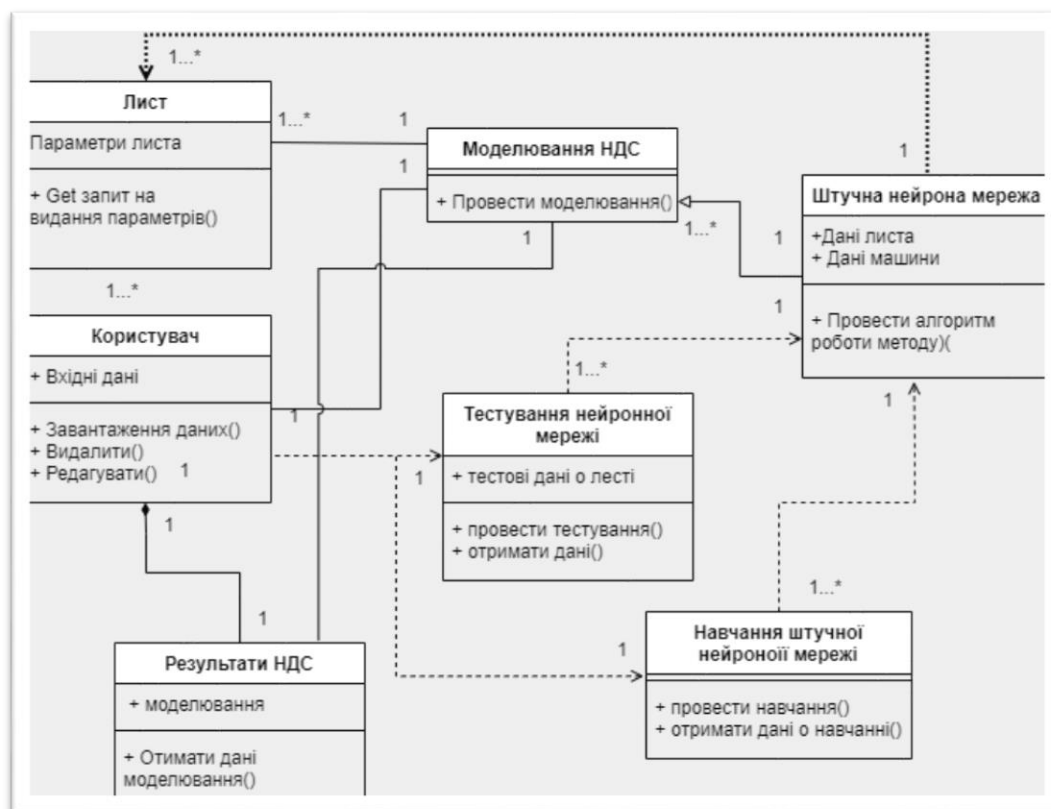 1...*
Лист
Параметри листа
+ Get запит на
видання параметрів()
1...*
1
1
Моделювання НДС
+ Провести моделювання()
1
1...*
1
Штучна нейрона мережа
+Дані листа
+ Дані машини
+ Провести алгоритм
роботи методу)(
1
1
1
1...*
Користувач
+ Вхідні дані
+ Завантаження даних()
+ Видалити()
+ Редагувати()
1
1
1
1...*
Тестування нейронної
мережі
+ тестові дані о лесті
+ провести тестування()
+ отримати дані()
1
1
Результати НДС
+ моделювання
+ Отимати дані
моделювання()
1...*
1
Навчання штучної
нейроної мережі
+ провести навчання()
+ отримати дані о навчанні()